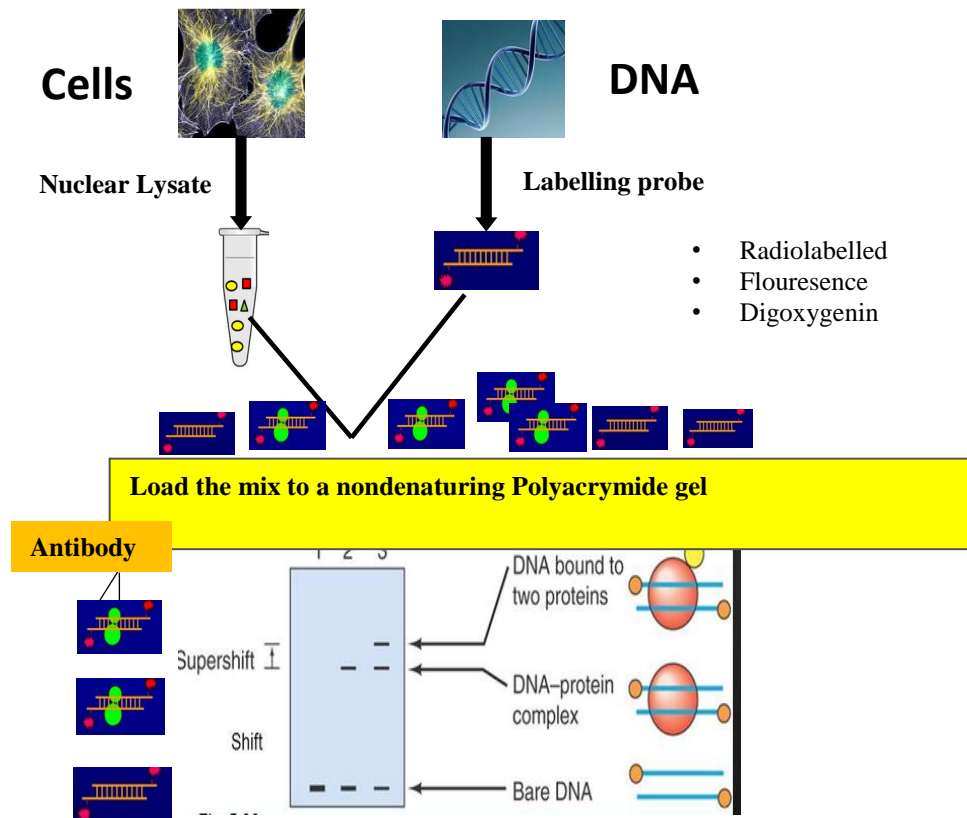 Cells
DNA
Nuclear Lysate
Labelling probe
• Radiolabelled
• Flouresence
• Digoxygenin
Load the mix to a nondenaturing Polyacrymide gel
Antibody
1 2 3
DNA bound to
two proteins
Supershift
DNA–protein
complex
Shift
Bare DNA